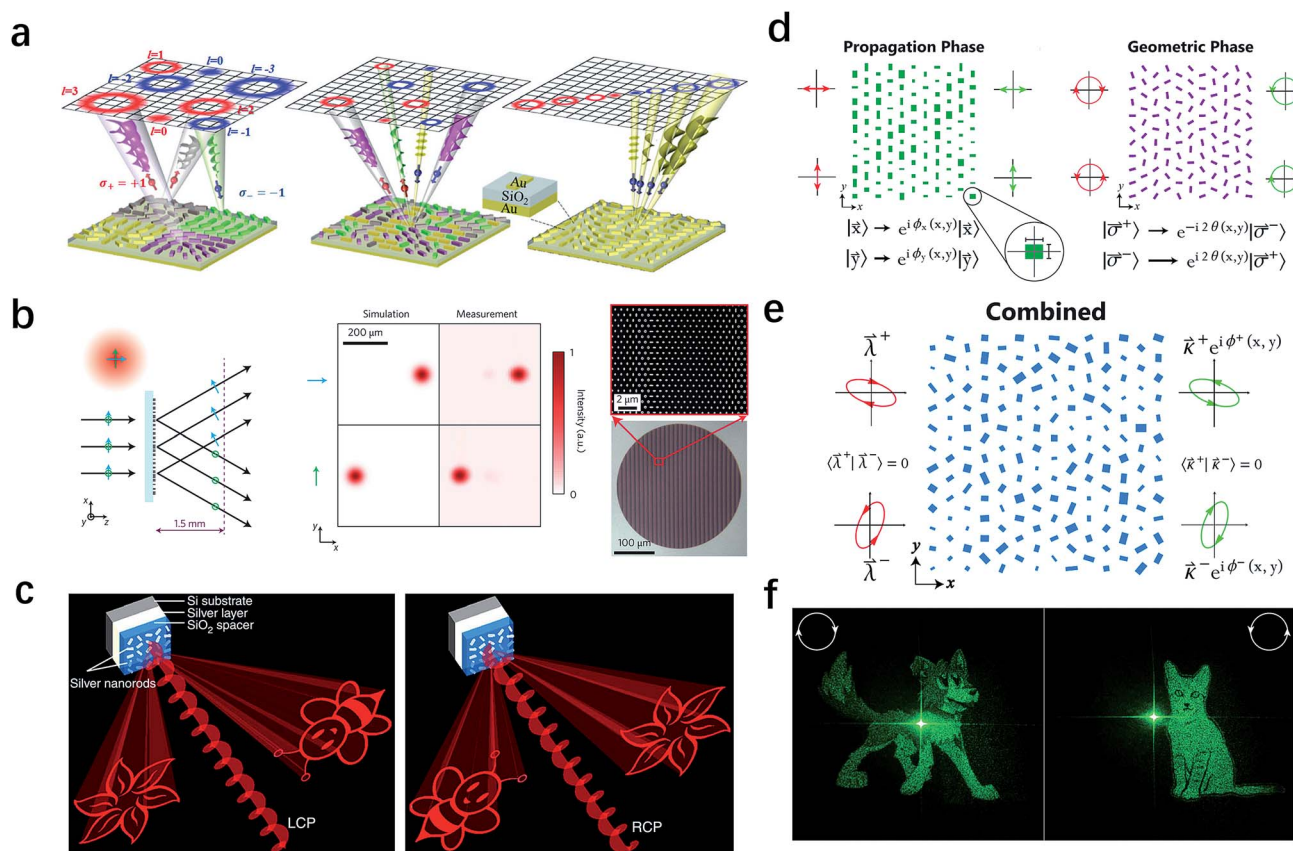 a
l=1
l=0
l= -3
l= -2
l=3
l=2
l=0
l= -1
σ+ = +1
σ− = −1
Au
SiO2
Au
b
Simulation
Measurement
200 μm
1
Intensity (a.u.)
0
x
y
z
1.5 mm
y
x
2 μm
100 μm
c
Si substrate
Silver layer
SiO2 spacer
Silver nanorods
LCP
RCP
d
Propagation Phase
Geometric Phase
y
x
y
x
|x⃗⟩ → e^{iϕx(x,y)}|x⃗⟩
|y⃗⟩ → e^{iϕy(x,y)}|y⃗⟩
|σ⃗+⟩ → e^{-i2θ(x,y)}|σ⃗−⟩
|σ⃗−⟩ → e^{i2θ(x,y)}|σ⃗+⟩
e
Combined
λ⃗+
κ⃗+ e^{iϕ+(x, y)}
⟨λ⃗+|λ⃗−⟩ = 0
⟨κ⃗+|κ⃗−⟩ = 0
λ⃗−
κ⃗− e^{iϕ−(x, y)}
y
x
f